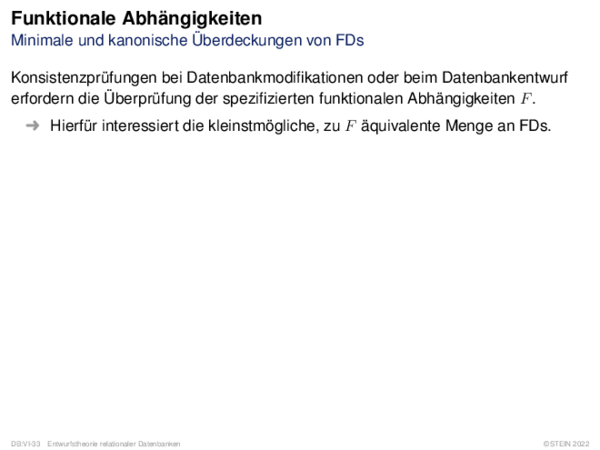 Funktionale Abhängigkeiten
Minimale und kanonische Überdeckungen von FDs
Konsistenzprüfungen bei Datenbankmodifikationen oder beim Datenbankentwurf
erfordern die Überprüfung der spezifizierten funktionalen Abhängigkeiten F.
➜ Hierfür interessiert die kleinstmögliche, zu F äquivalente Menge an FDs.
DB:VI-33 Entwurfstheorie relationaler Datenbanken ©STEIN 2022